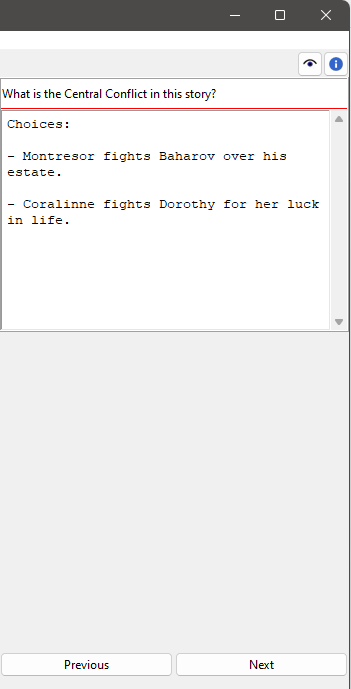 What is the Central Conflict in this story?
Choices:
- Montresor fights Baharov over his
estate.
- Coralinne fights Dorothy for her luck
in life.
Previous
Next